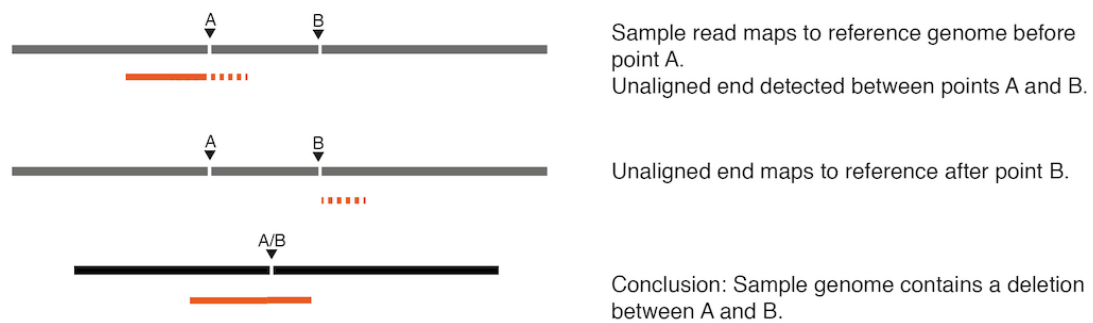 A B
Sample read maps to reference genome before
point A.
Unaligned end detected between points A and B.
A B
Unaligned end maps to reference after point B.
A/B
Conclusion: Sample genome contains a deletion
between A and B.